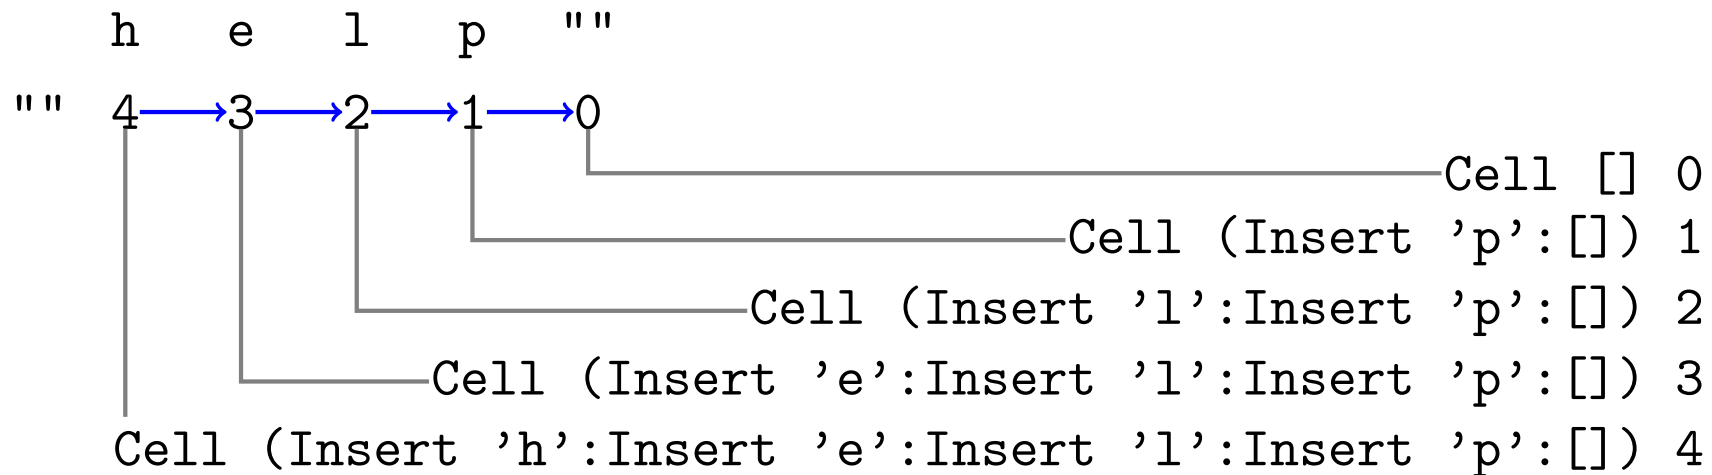 h e l p ""
"" 4 3 2 1 0
Cell [] 0
Cell (Insert 'p':[]) 1
Cell (Insert 'l':Insert 'p':[]) 2
Cell (Insert 'e':Insert 'l':Insert 'p':[]) 3
Cell (Insert 'h':Insert 'e':Insert 'l':Insert 'p':[]) 4